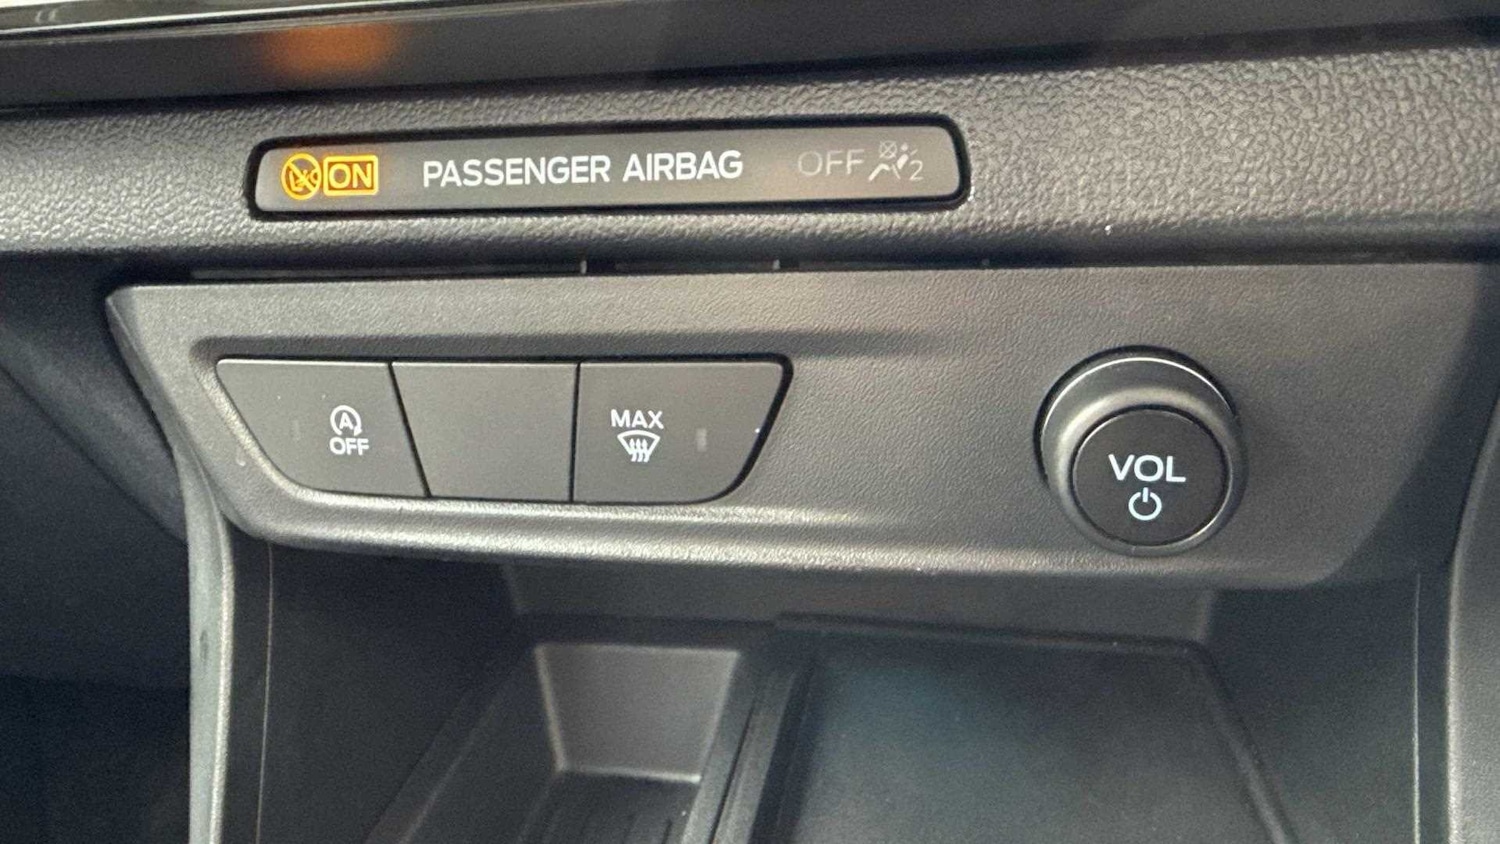 ON PASSENGER AIRBAG OFF 2
A
OFF
MAX
VOL